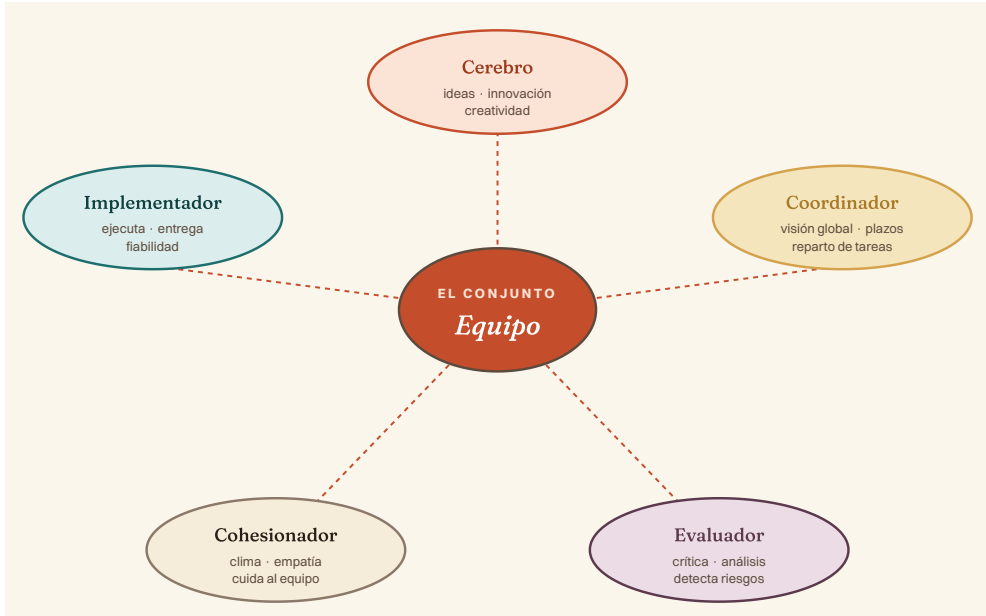 Cerebro
ideas · innovación
creatividad
Implementador
ejecuta · entrega
fiabilidad
Coordinador
visión global · plazos
reparto de tareas
EL CONJUNTO
Equipo
Cohesionador
clima · empatía
cuida al equipo
Evaluador
crítica · análisis
detecta riesgos